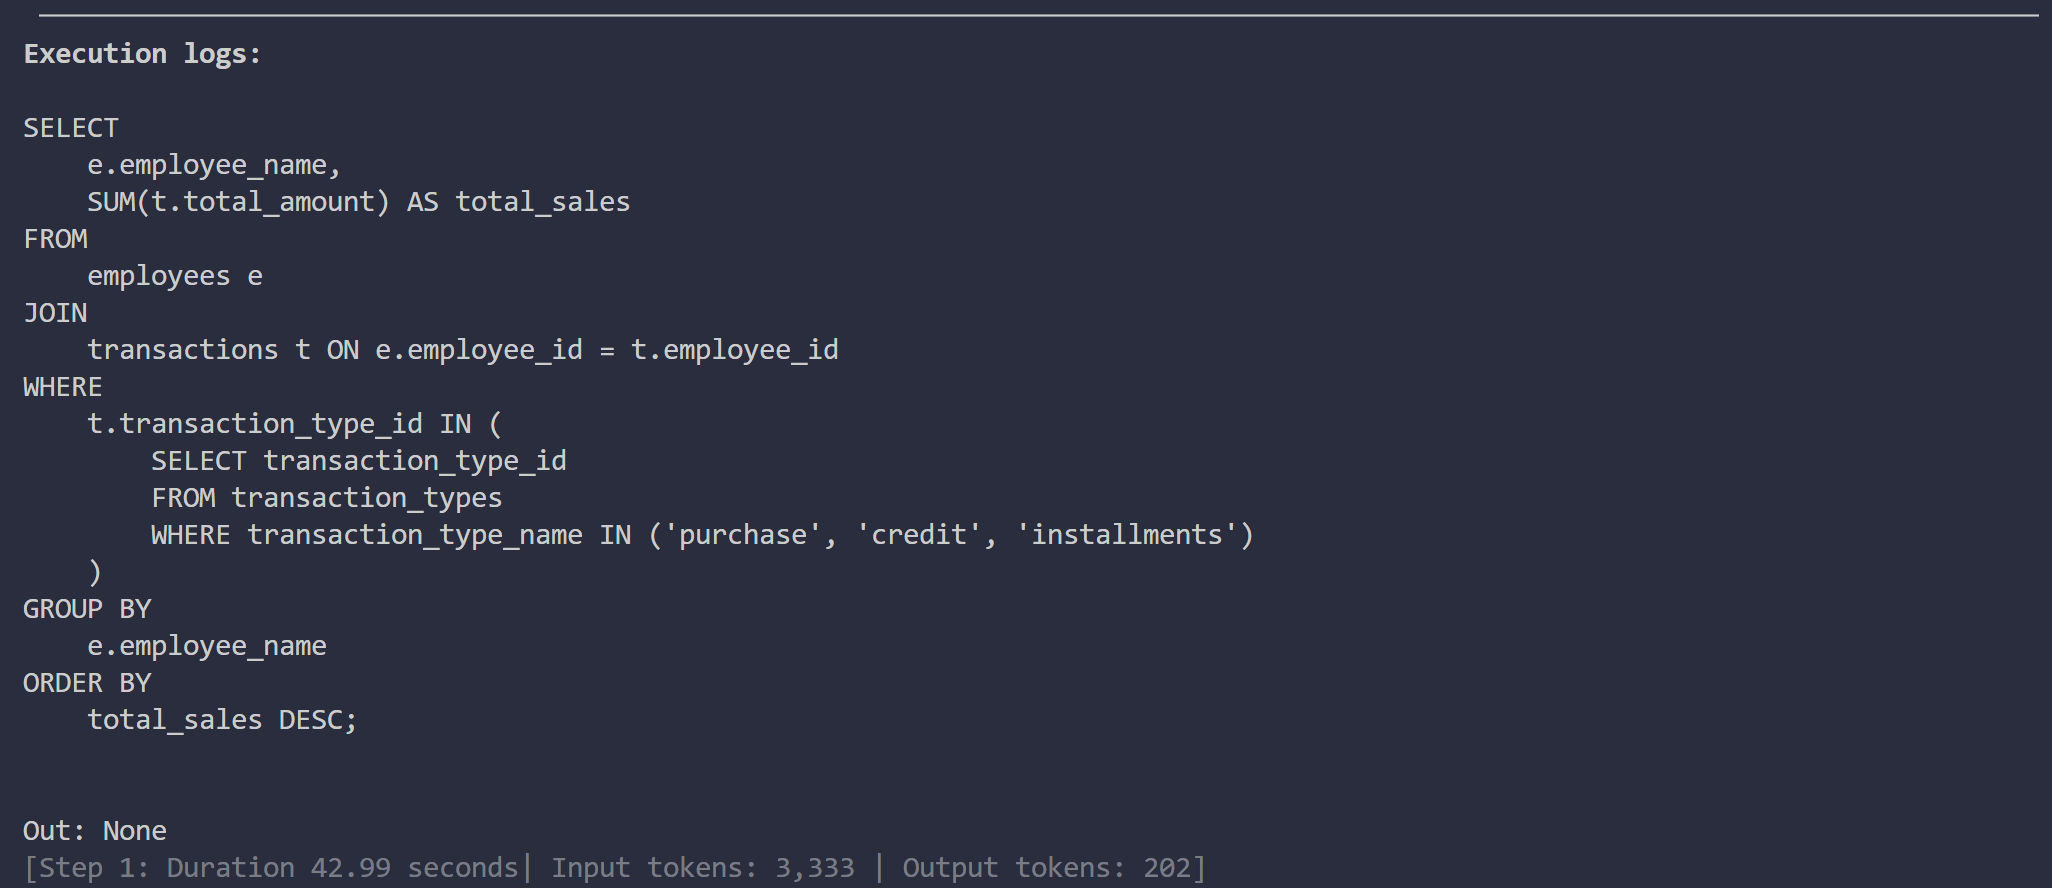 Execution logs:

SELECT
    e.employee_name,
    SUM(t.total_amount) AS total_sales
FROM
    employees e
JOIN
    transactions t ON e.employee_id = t.employee_id
WHERE
    t.transaction_type_id IN (
        SELECT transaction_type_id
        FROM transaction_types
        WHERE transaction_type_name IN ('purchase', 'credit', 'installments')
    )
GROUP BY
    e.employee_name
ORDER BY
    total_sales DESC;

Out: None
[Step 1: Duration 42.99 seconds| Input tokens: 3,333 | Output tokens: 202]